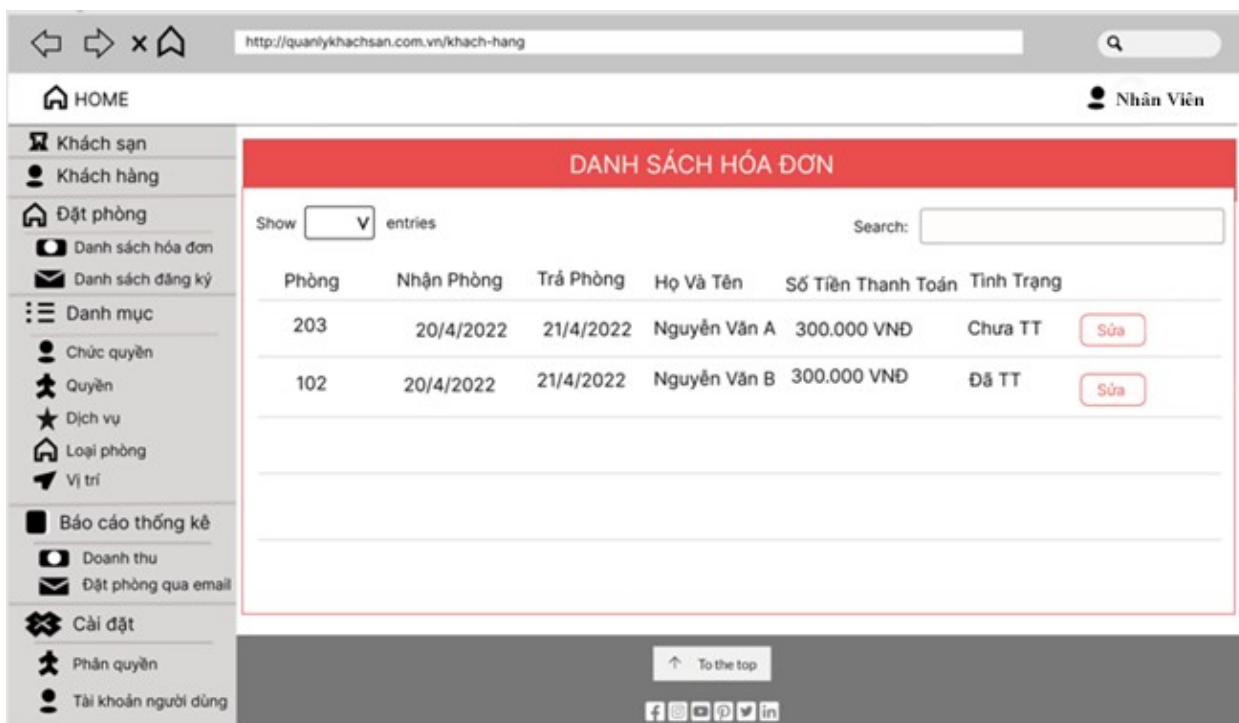 http://quanlykhachsan.com.vn/khach-hang
HOME
Nhân Viên
Khách sạn
Khách hàng
Đặt phòng
Danh sách hóa đơn
Danh sách đăng ký
Danh mục
Chức quyền
Quyền
Dịch vụ
Loại phòng
Vị trí
Báo cáo thống kê
Doanh thu
Đặt phòng qua email
Cài đặt
Phân quyền
Tài khoản người dùng
DANH SÁCH HÓA ĐƠN
Show V entries
Search:
Phòng Nhận Phòng Trả Phòng Họ Và Tên Số Tiền Thanh Toán Tình Trạng
203 20/4/2022 21/4/2022 Nguyễn Văn A 300.000 VNĐ Chưa TT Sửa
102 20/4/2022 21/4/2022 Nguyễn Văn B 300.000 VNĐ Đã TT Sửa
To the top